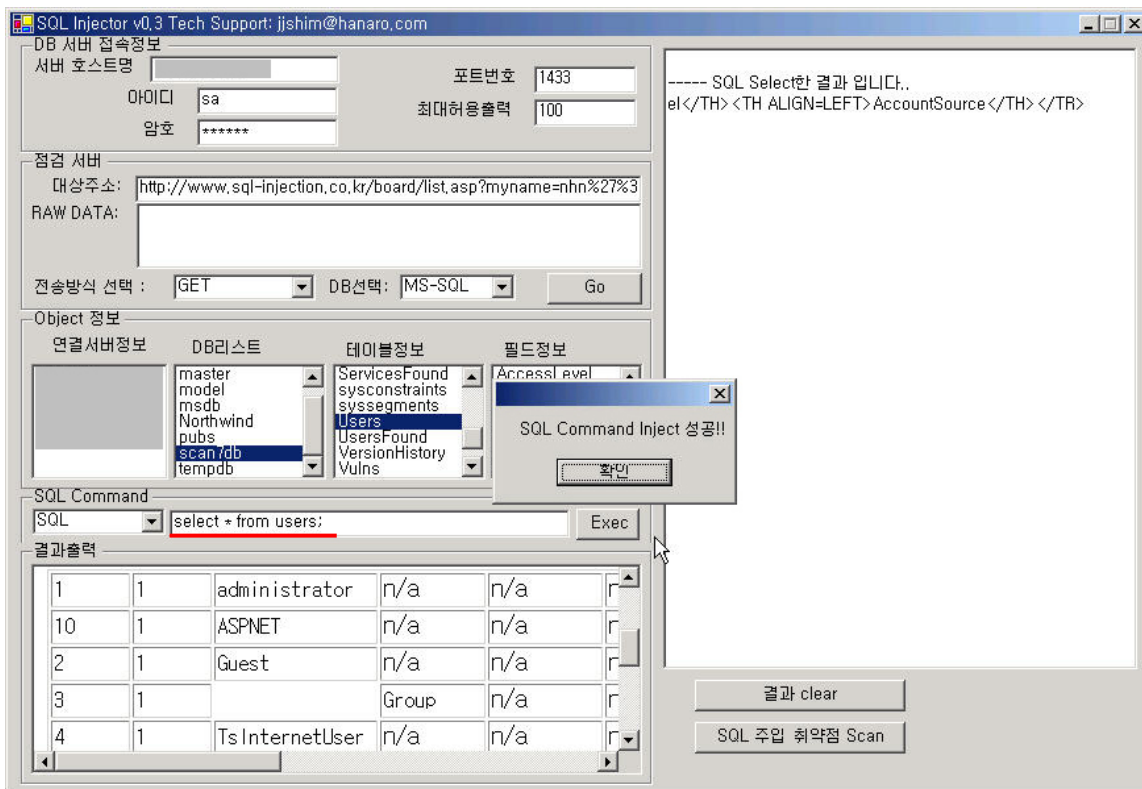 SQL Injector v0,3 Tech Support: jjshim@hanaro,com
DB 서버 접속정보
서버 호스트명
포트번호 1433
아이디 sa
최대허용출력 100
암호 ******
점검 서버
대상주소: http://www,sql-injection,co,kr/board/list,asp?myname=nhn%27%3
RAW DATA:
전송방식 선택 : GET DB선택: MS-SQL Go
Object 정보
연결서버정보 DB리스트 테이블정보 필드정보
master
model
msdb
Northwind
pubs
scan7db
tempdb
ServicesFound
sysconstraints
syssegments
Users
UsersFound
VersionHistory
Vulns
AccessLevel
SQL Command Inject 성공!!
확인
SQL Command
SQL select * from users; Exec
결과출력
1 1 administrator n/a n/a
10 1 ASPNET n/a n/a
2 1 Guest n/a n/a
3 1 Group n/a
4 1 TsInternetUser n/a n/a
----- SQL Select한 결과 입니다..
el</TH><TH ALIGN=LEFT>AccountSource</TH></TR>
결과 clear
SQL 주입 취약점 Scan